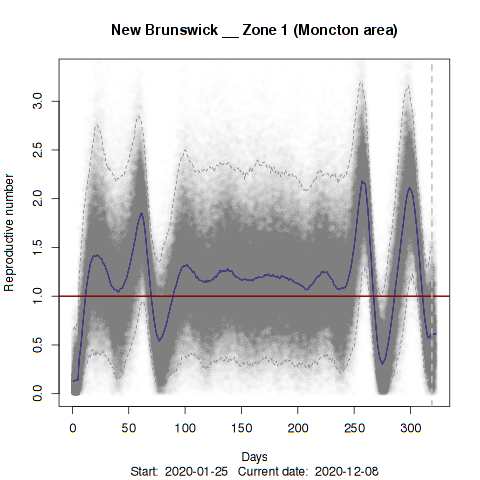 New Brunswick __ Zone 1 (Moncton area)
Reproductive number
3.0
2.5
2.0
1.5
1.0
0.5
0.0
0 50 100 150 200 250 300
Days
Start: 2020-01-25 Current date: 2020-12-08